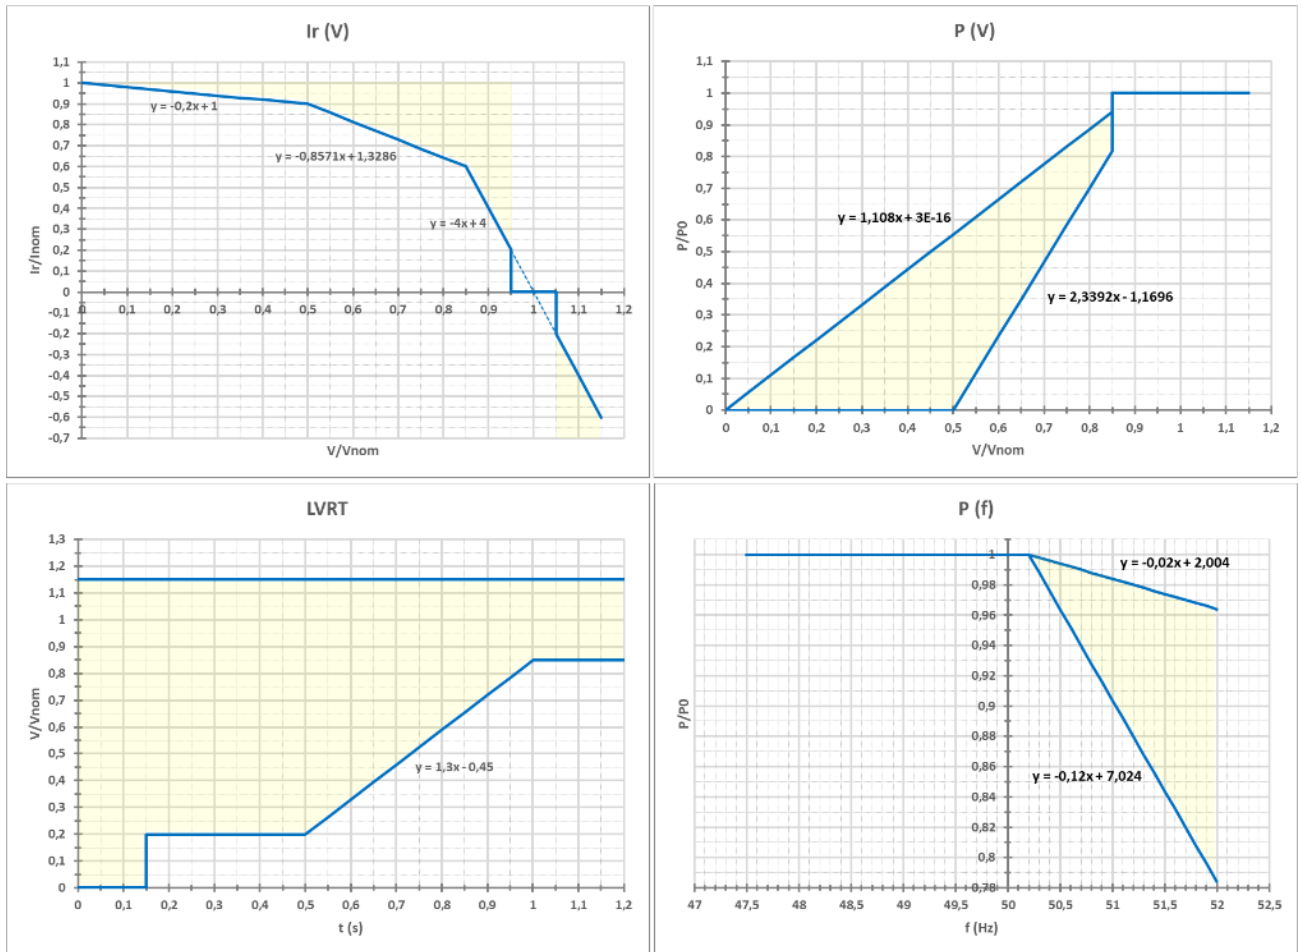 Ir (V)
1,1
1
0,9
0,8
0,7
0,6
0,5
0,4
0,3
0,2
0,1
0
-0,1
-0,2
-0,3
-0,4
-0,5
-0,6
-0,7
Ir/Inom
y = -0,2x + 1
y = -0,8571x + 1,3286
y = -4x + 4
0 0,1 0,2 0,3 0,4 0,5 0,6 0,7 0,8 0,9 1 1,1 1,2
V/Vnom
P (V)
1,1
1
0,9
0,8
0,7
0,6
0,5
0,4
0,3
0,2
0,1
0
P/P0
y = 1,108x + 3E-16
y = 2,3392x - 1,1696
0 0,1 0,2 0,3 0,4 0,5 0,6 0,7 0,8 0,9 1 1,1 1,2
V/Vnom
LVRT
1,3
1,2
1,1
1
0,9
0,8
0,7
0,6
0,5
0,4
0,3
0,2
0,1
0
V/Vnom
y = 1,3x - 0,45
0 0,1 0,2 0,3 0,4 0,5 0,6 0,7 0,8 0,9 1 1,1 1,2
t (s)
P (f)
1
0,98
0,96
0,94
0,92
0,9
0,88
0,86
0,84
0,82
0,8
0,78
P/P0
y = -0,02x + 2,004
y = -0,12x + 7,024
47 47,5 48 48,5 49 49,5 50 50,5 51 51,5 52 52,5
f (Hz)